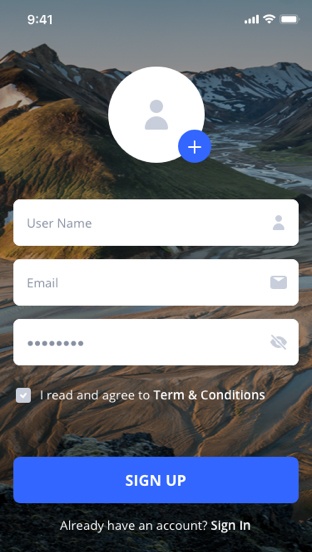 9:41
User Name
Email
I read and agree to Term & Conditions
SIGN UP
Already have an account? Sign In